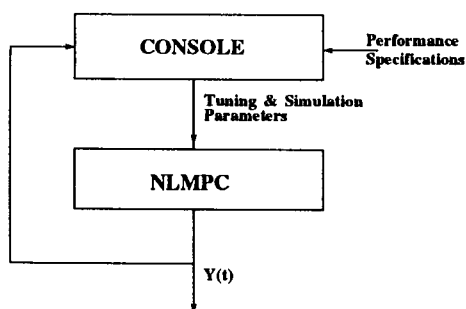 CONSOLE
Performance
Specifications
Tuning & Simulation
Parameters
NLMPC
Y(t)